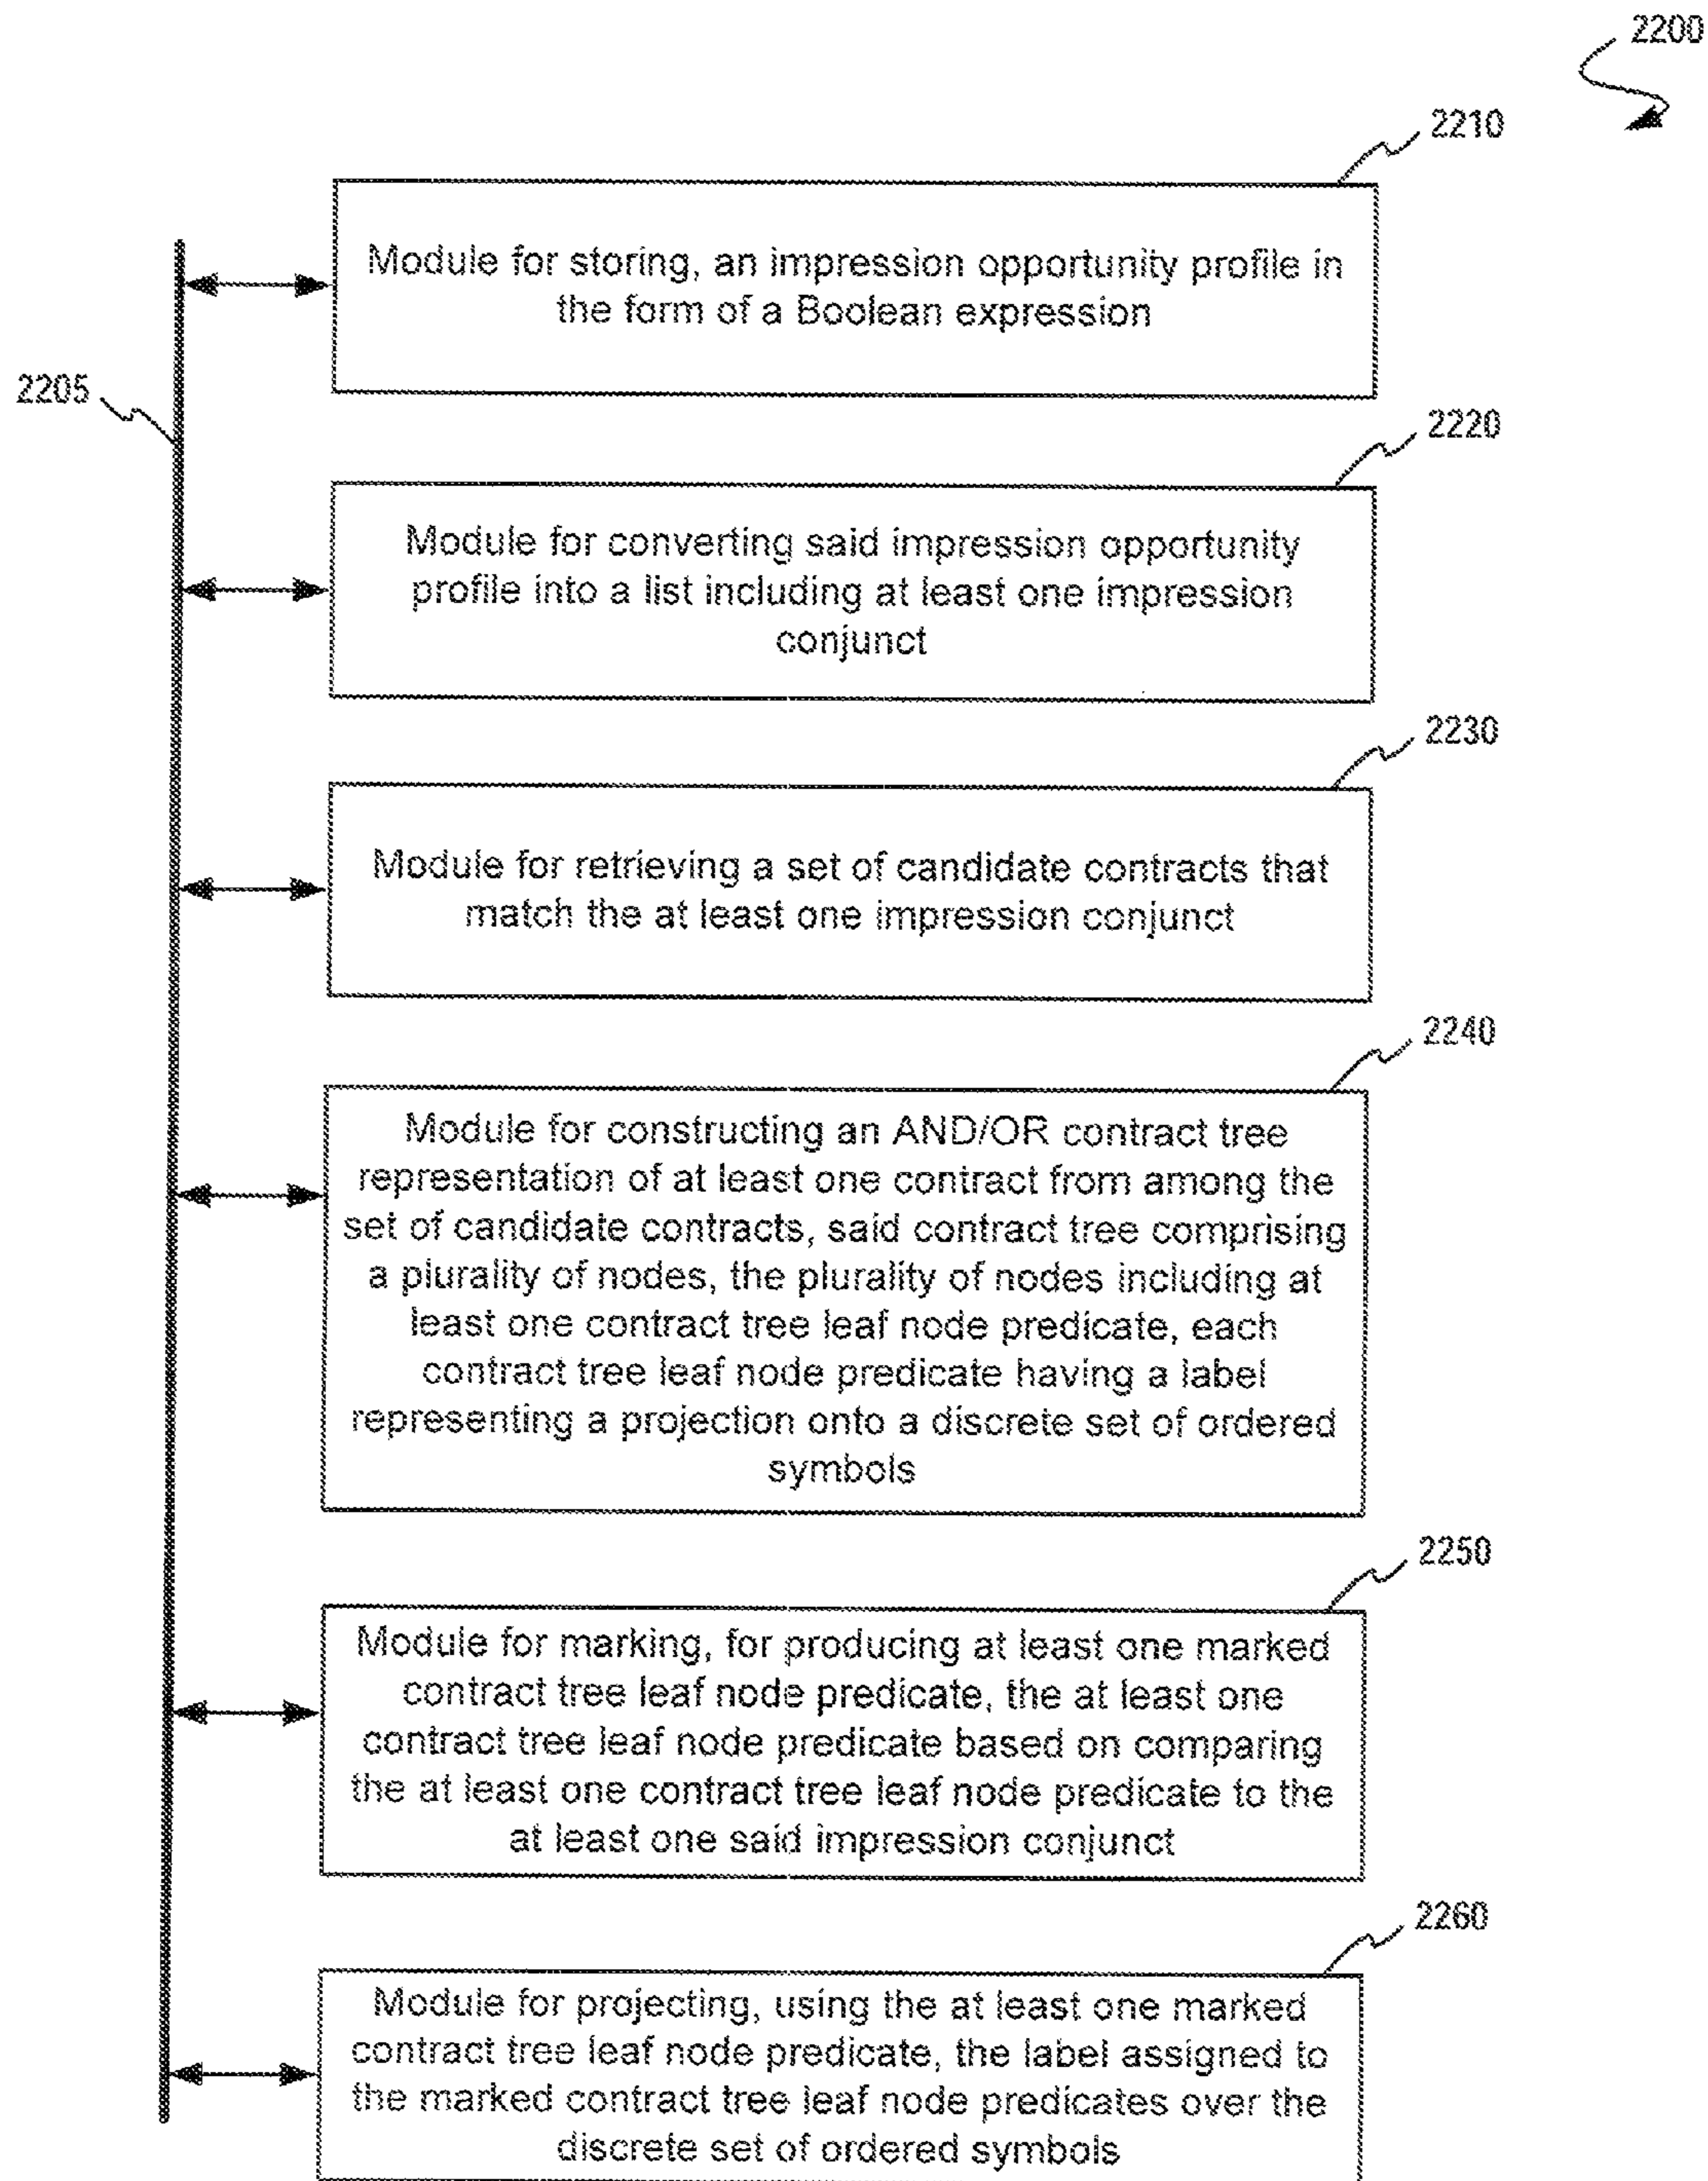 2200
2210
Module for storing, an impression opportunity profile in
the form of a Boolean expression
2205
2220
Module for converting said impression opportunity
profile into a list including at least one impression
conjunct
2230
Module for retrieving a set of candidate contracts that
match the at least one impression conjunct
2240
Module for constructing an AND/OR contract tree
representation of at least one contract from among the
set of candidate contracts, said contract tree comprising
a plurality of nodes, the plurality of nodes including at
least one contract tree leaf node predicate, each
contract tree leaf node predicate having a label
representing a projection onto a discrete set of ordered
symbols
2250
Module for marking, for producing at least one marked
contract tree leaf node predicate, the at least one
contract tree leaf node predicate based on comparing
the at least one contract tree leaf node predicate to the
at least one said impression conjunct
2260
Module for projecting, using the at least one marked
contract tree leaf node predicate, the label assigned to
the marked contract tree leaf node predicates over the
discrete set of ordered symbols